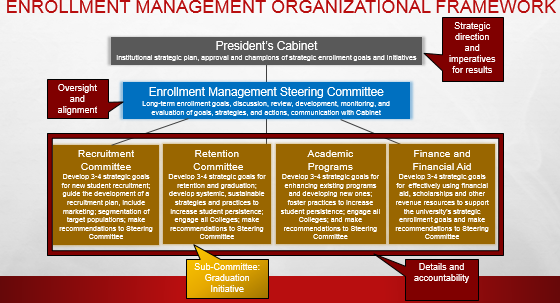 ENROLLMENT MANAGEMENT ORGANIZATIONAL FRAMEWORK
Strategic
direction
and
imperatives
for results
President's Cabinet
Institutional strategic plan, approval and champions of strategic enrollment goals and initiatives
Oversight
and
alignment
Enrollment Management Steering Committee
Long-term enrollment goals, discussion, review, development, monitoring, and
evaluation of goals, strategies, and actions, communication with Cabinet
Recruitment
Committee
Develop 3-4 strategic goals
for new student recruitment;
guide the development of a
recruitment plan, include
marketing; segmentation of
target populations; make
recommendations to Steering
Committee
Retention
Committee
Develop 3-4 strategic goals for
retention and graduation;
develop systemic, sustainable
strategies and practices to
increase student persistence;
engage all Colleges; make
recommendations to Steering
Committee
Academic
Programs
Develop 3-4 strategic goals for
enhancing existing programs
and developing new ones;
foster practices to increase
student persistence; engage all
Colleges; and make
recommendations to Steering
Committee
Finance and
Financial Aid
Develop 3-4 strategic goals
for effectively using financial
aid, scholarships and other
revenue resources to support
the university's strategic
enrollment goals and make
recommendations to Steering
Committee
Sub-Committee:
Graduation
Initiative
Details and
accountability